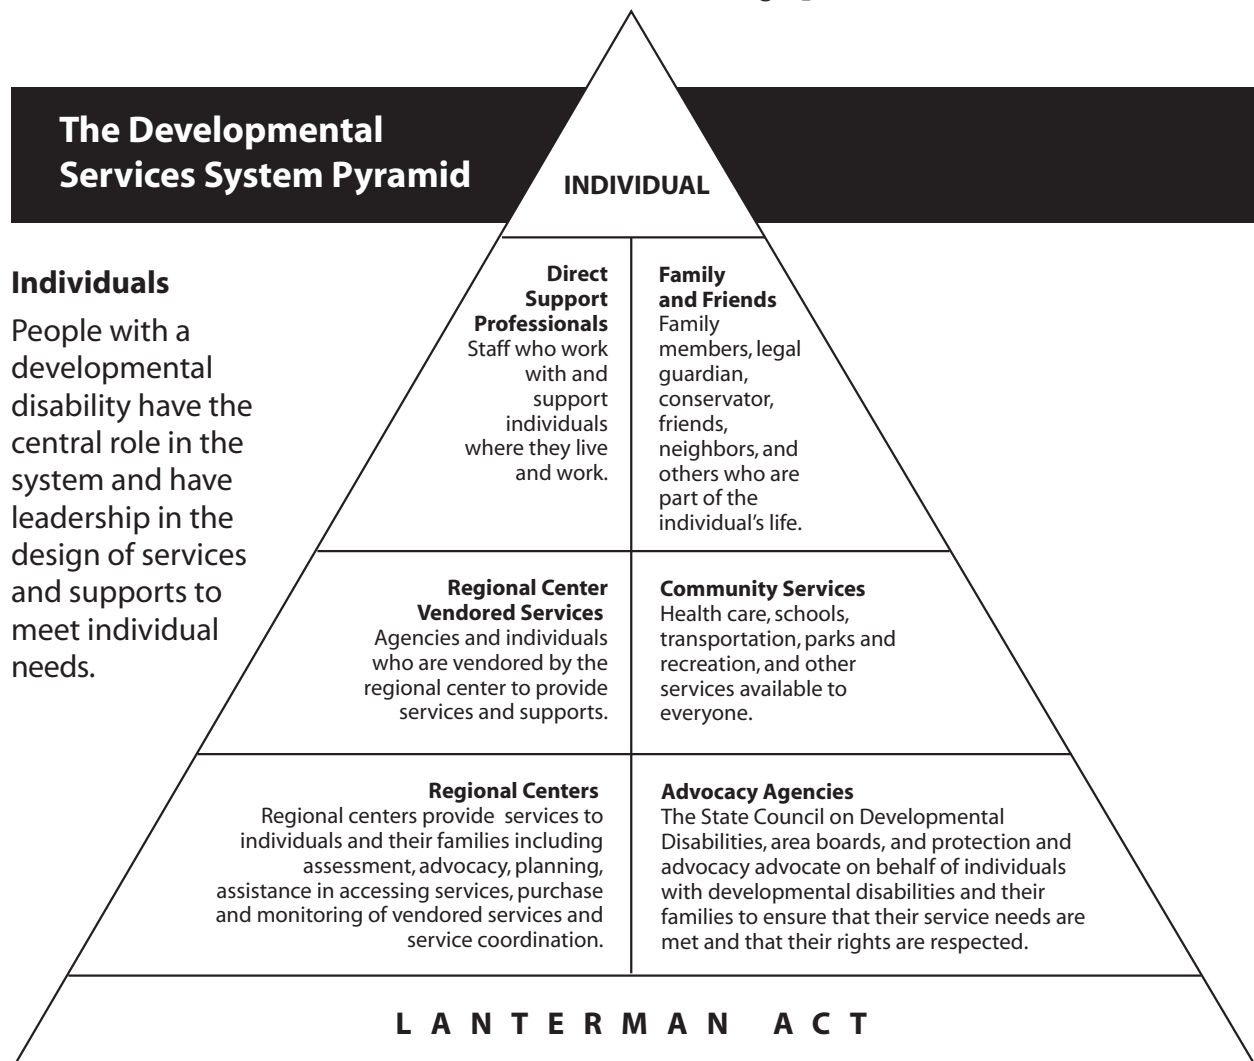 The Developmental
Services System Pyramid
INDIVIDUAL
Individuals
People with a
developmental
disability have the
central role in the
system and have
leadership in the
design of services
and supports to
meet individual
needs.
Direct
Support
Professionals
Staff who work
with and
support
individuals
where they live
and work.
Family
and Friends
Family
members, legal
guardian,
conservator,
friends,
neighbors, and
others who are
part of the
individual’s life.
Regional Center
Vendored Services
Agencies and individuals
who are vendored by the
regional center to provide
services and supports.
Community Services
Health care, schools,
transportation, parks and
recreation, and other
services available to
everyone.
Regional Centers
Regional centers provide services to
individuals and their families including
assessment, advocacy, planning,
assistance in accessing services, purchase
and monitoring of vendored services and
service coordination.
Advocacy Agencies
The State Council on Developmental
Disabilities, area boards, and protection and
advocacy advocate on behalf of individuals
with developmental disabilities and their
families to ensure that their service needs are
met and that their rights are respected.
LANTERMAN ACT